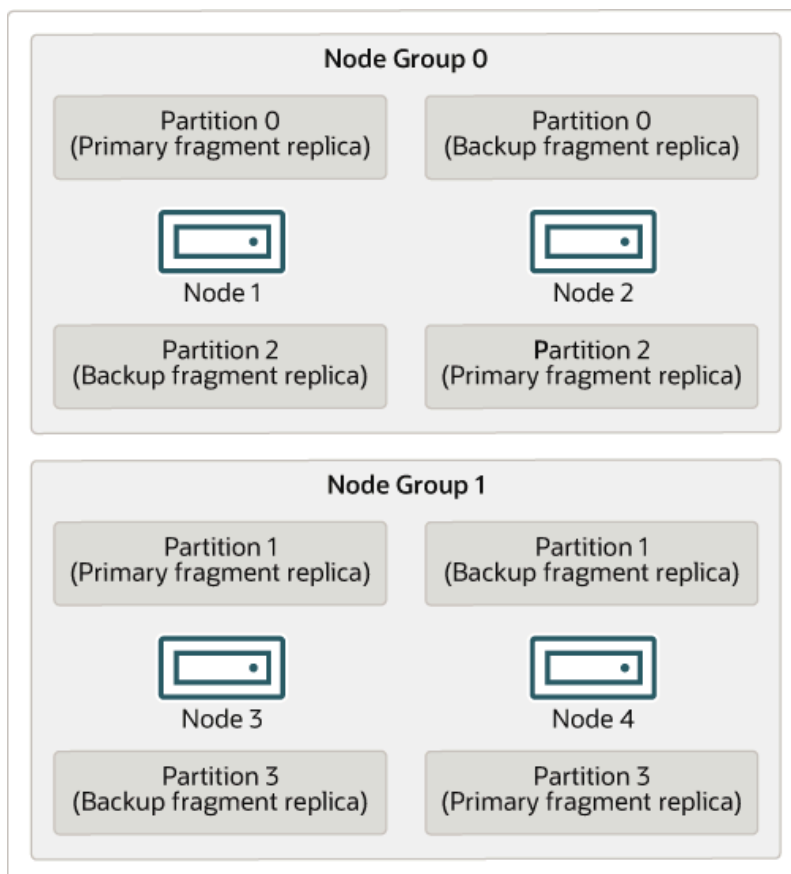 Node Group 0
Partition 0
(Primary fragment replica)
Partition 0
(Backup fragment replica)
Node 1
Node 2
Partition 2
(Backup fragment replica)
Partition 2
(Primary fragment replica)
Node Group 1
Partition 1
(Primary fragment replica)
Partition 1
(Backup fragment replica)
Node 3
Node 4
Partition 3
(Backup fragment replica)
Partition 3
(Primary fragment replica)